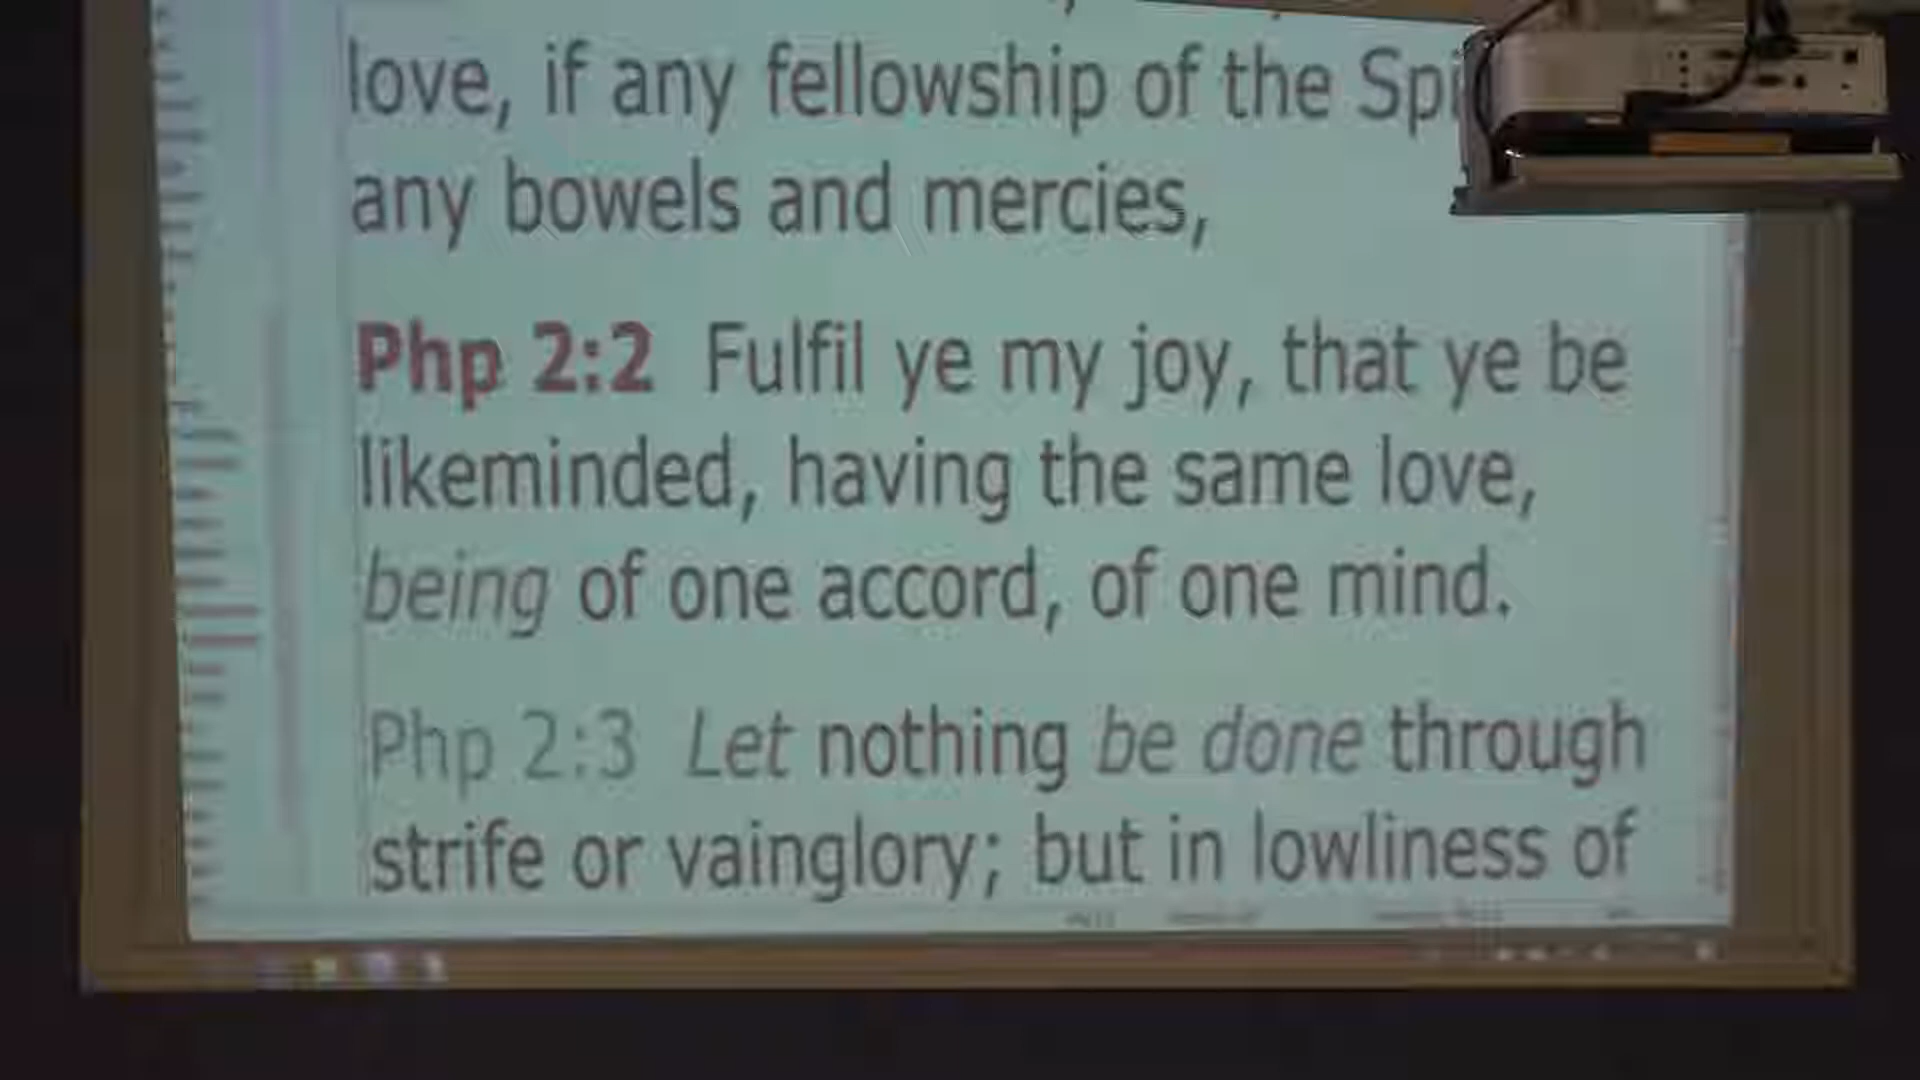 love, if any fellowship of the Spi
any bowels and mercies,
Php 2:2 Fulfil ye my joy, that ye be
likeminded, having the same love,
being of one accord, of one mind.
Php 2:3 Let nothing be done through
strife or vainglory; but in lowliness of